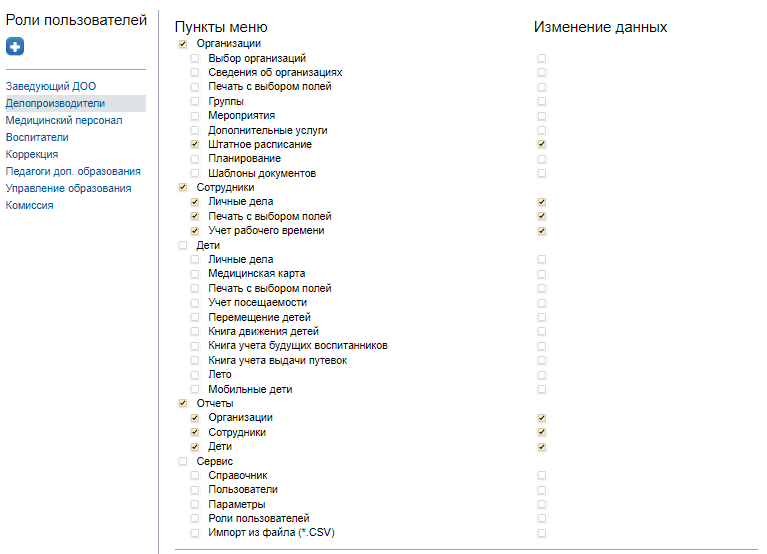 Роли пользователей
Заведующий ДОО
Делопроизводители
Медицинский персонал
Воспитатели
Коррекция
Педагоги доп. образования
Управление образования
Комиссия
Пункты меню
Изменение данных
Организации
Выбор организаций
Сведения об организациях
Печать с выбором полей
Группы
Мероприятия
Дополнительные услуги
Штатное расписание
Планирование
Шаблоны документов
Сотрудники
Личные дела
Печать с выбором полей
Учет рабочего времени
Дети
Личные дела
Медицинская карта
Печать с выбором полей
Учет посещаемости
Перемещение детей
Книга движения детей
Книга учета будущих воспитанников
Книга учета выдачи путевок
Лето
Мобильные дети
Отчеты
Организации
Сотрудники
Дети
Сервис
Справочник
Пользователи
Параметры
Роли пользователей
Импорт из файла (*.CSV)